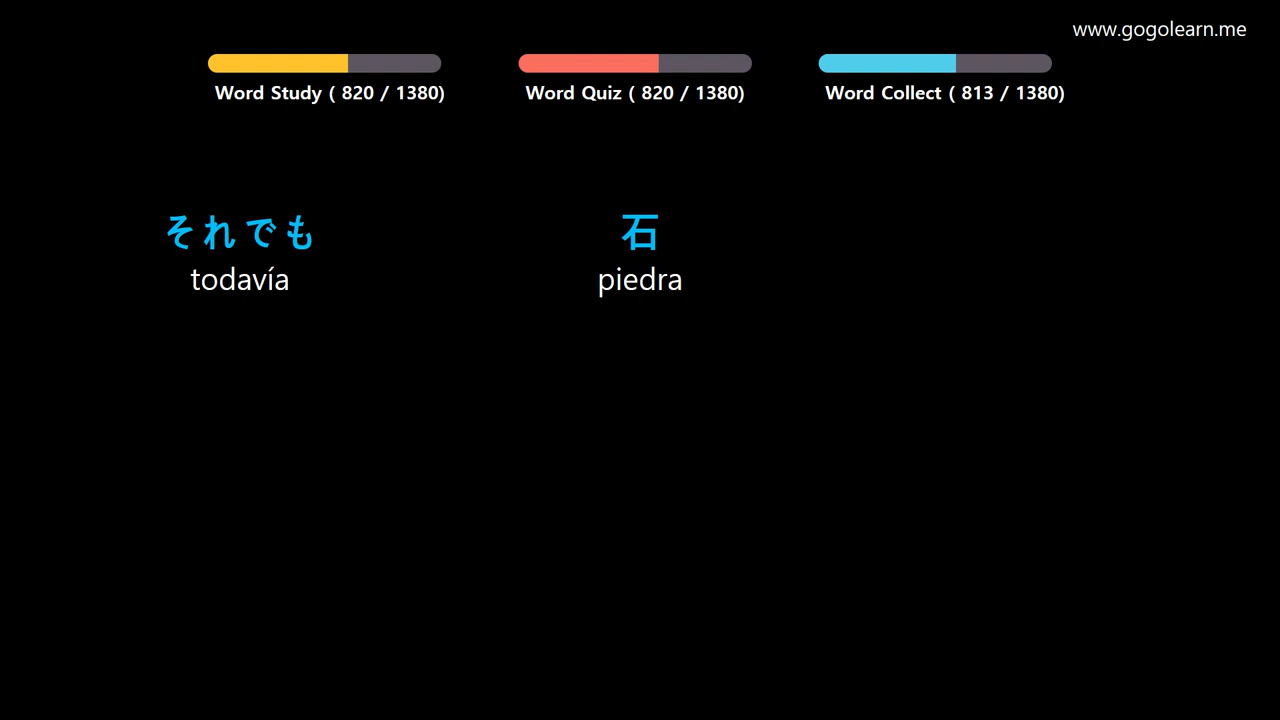 www.gogolearn.me
Word Study ( 820 / 1380)
Word Quiz ( 820 / 1380)
Word Collect ( 813 / 1380)
それでも
todavía
石
piedra